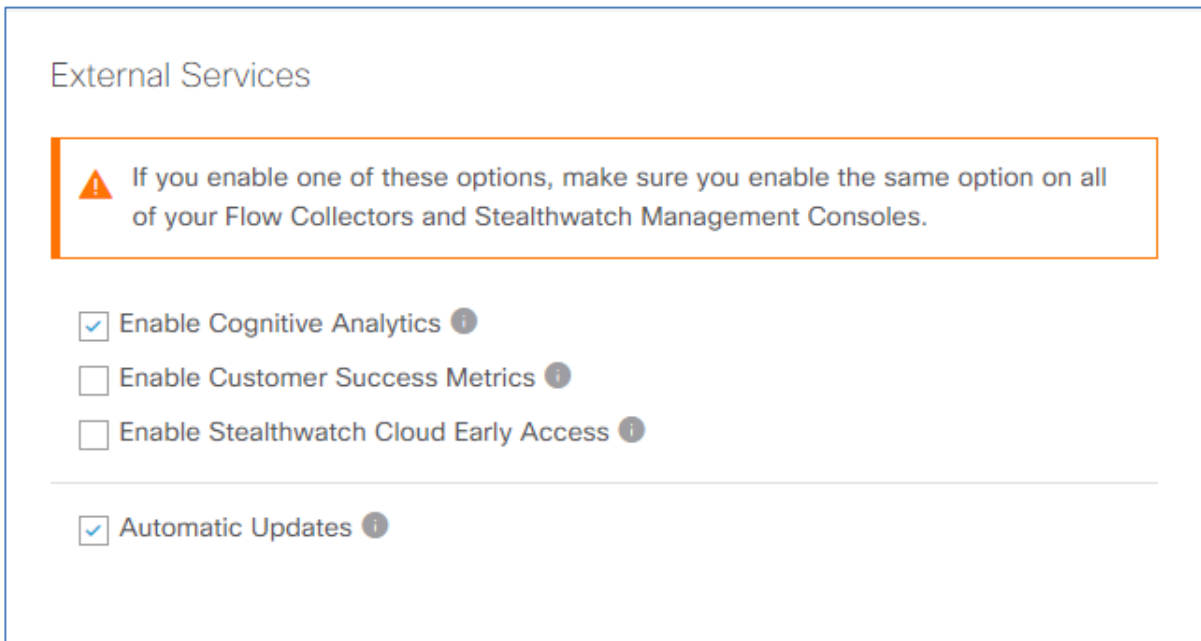 External Services
If you enable one of these options, make sure you enable the same option on all
of your Flow Collectors and Stealthwatch Management Consoles.
Enable Cognitive Analytics
Enable Customer Success Metrics
Enable Stealthwatch Cloud Early Access
Automatic Updates